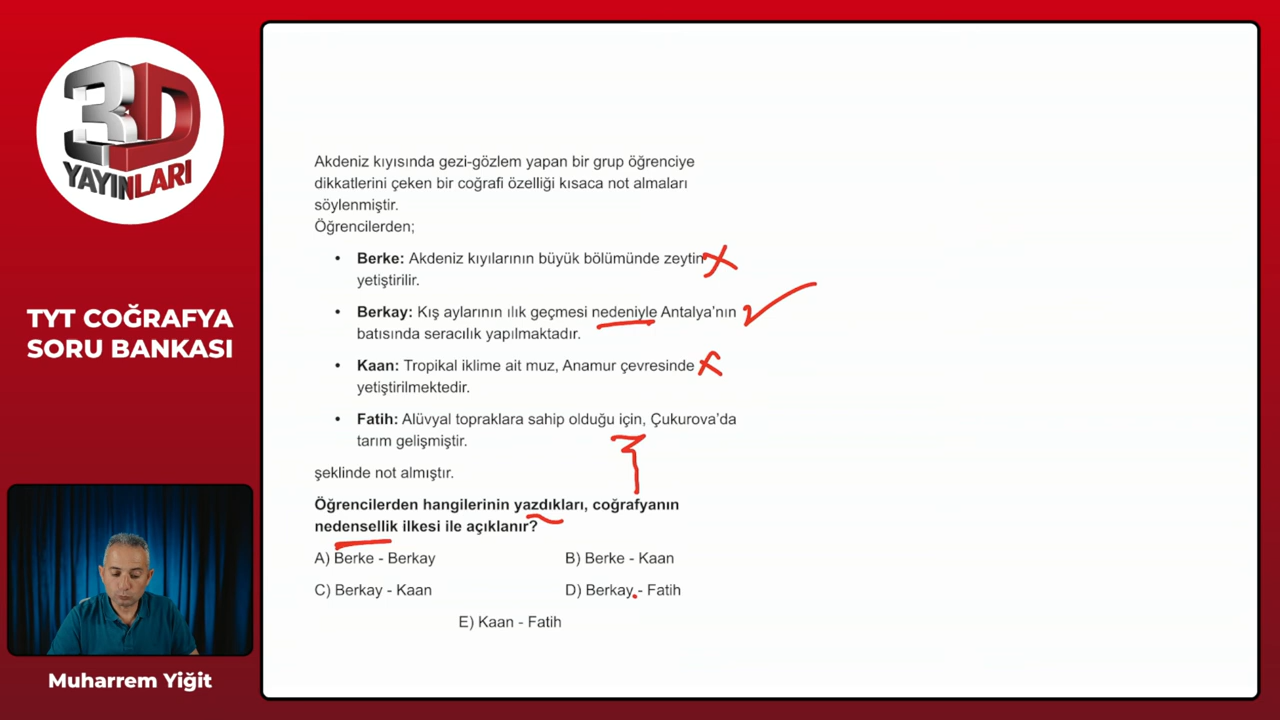 3D
YAYINLARI
TYT COĞRAFYA
SORU BANKASI
Muharrem Yiğit
Akdeniz kıyısında gezi-gözlem yapan bir grup öğrenciye
dikkatlerini çeken bir coğrafi özelliği kısaca not almaları
söylenmiştir.
Öğrencilerden;
• Berke: Akdeniz kıyılarının büyük bölümünde zeytin
yetiştirilir.
• Berkay: Kış aylarının ılık geçmesi nedeniyle Antalya'nın
batısında seracılık yapılmaktadır.
• Kaan: Tropikal iklime ait muz, Anamur çevresinde
yetiştirilmektedir.
• Fatih: Alüvyal topraklara sahip olduğu için, Çukurova'da
tarım gelişmiştir.
şeklinde not almıştır.
Öğrencilerden hangilerinin yazdıkları, coğrafyanın
nedensellik ilkesi ile açıklanır?
A) Berke - Berkay B) Berke - Kaan
C) Berkay - Kaan D) Berkay - Fatih
E) Kaan - Fatih